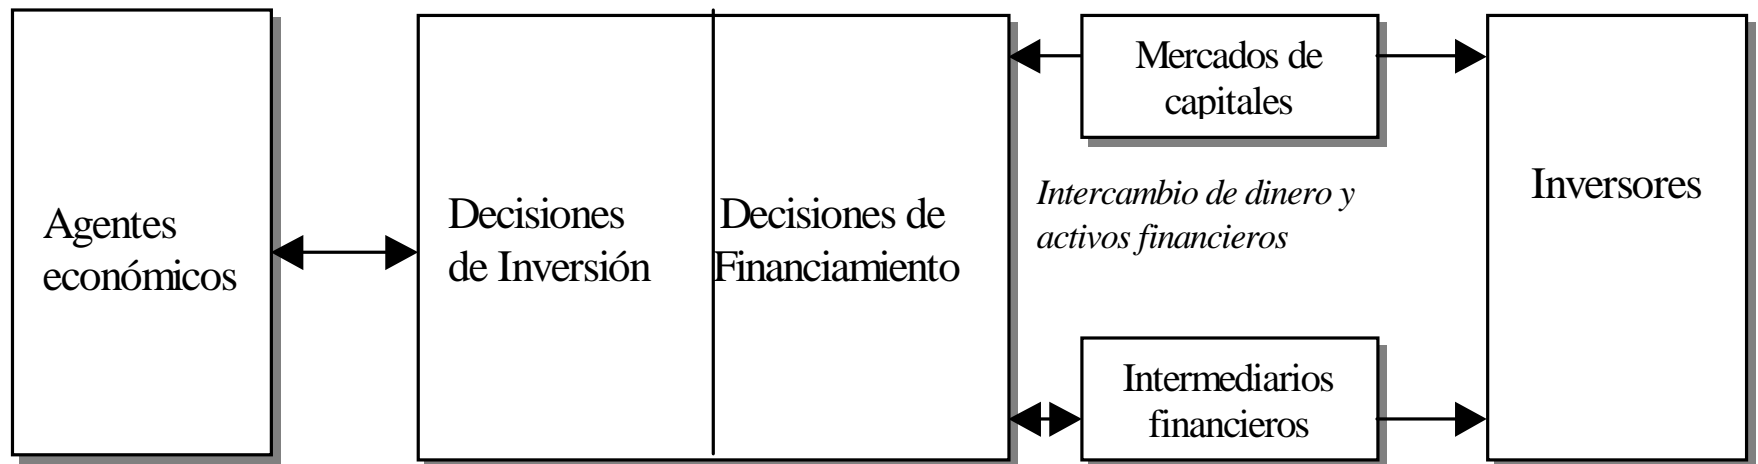 Agentes
económicos
Decisiones
de Inversión
Decisiones de
Financiamiento
Mercados de
capitales
Intercambio de dinero y
activos financieros
Intermediarios
financieros
Inversores